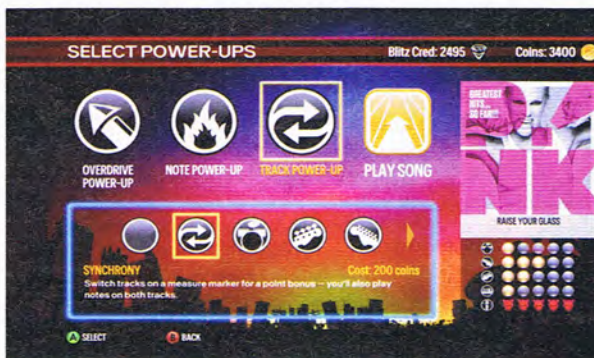 SELECT POWER-UPS
Blitz Cred: 2495
Coins: 3400
OVERDRIVE
POWER-UP
NOTE POWER-UP
TRACK POWER-UP
PLAY SONG
GREATEST
HITS...
SO FAR!!!
P!NK
RAISE YOUR GLASS
SYNCHRONY
Cost: 200 coins
Switch tracks on a measure marker for a point bonus – you'll also play
notes on both tracks.
A SELECT
B BACK